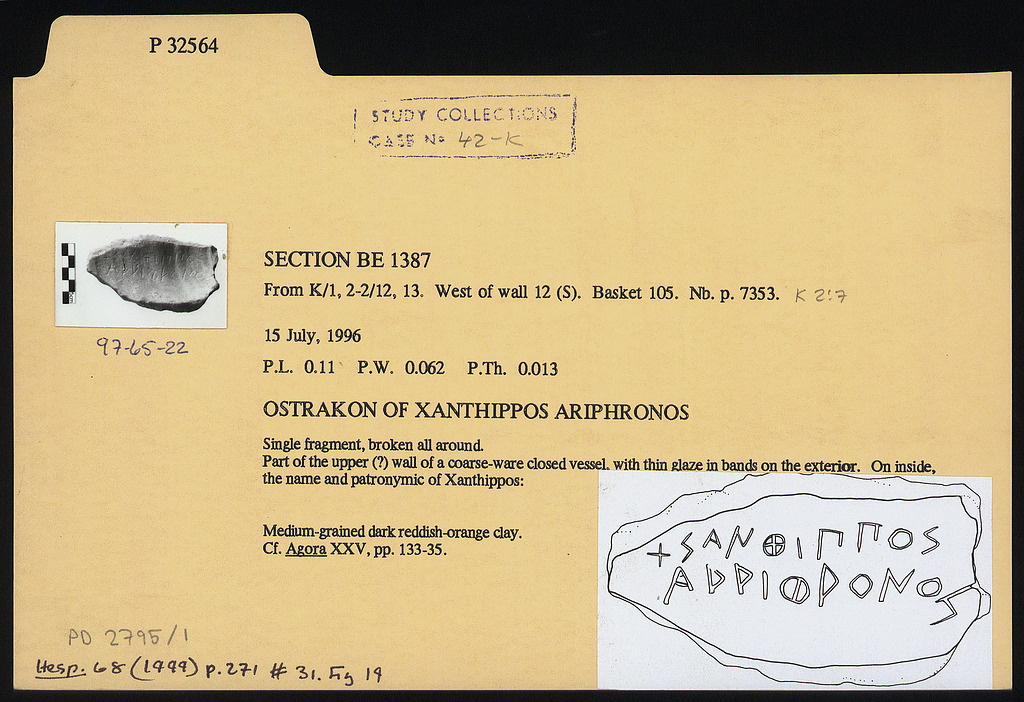 P 32564
STUDY COLLECTIONS
CASE No 42-K
SECTION BE 1387
From K/1, 2-2/12, 13. West of wall 12 (S). Basket 105. Nb. p. 7353.
97-65-22
15 July, 1996
P.L. 0.11 P.W. 0.062 P.Th. 0.013
OSTRAKON OF XANTHIPPOS ARIPHRONOS
Single fragment, broken all around.
Part of the upper (?) wall of a coarse-ware closed vessel, with thin glaze in bands on the exterior. On inside,
the name and patronymic of Xanthippos:
+ΣΑΝΘΙΠΠΟΣ
ΑΡΡΙΦΡΟΝΟΣ
Medium-grained dark reddish-orange clay.
Cf. Agora XXV, pp. 133-35.
PD 2795/1
Hesp. 68 (1999) p. 271 # 31. Fig 19